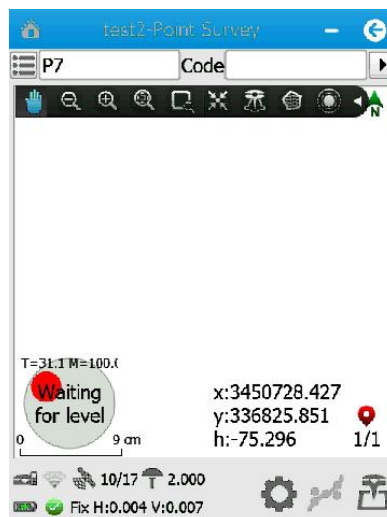 test2-Point Survey
P7 Code
N
T=31.1 M=100.(
Waiting
for level
0 9 cm
x:3450728.427
y:336825.851
h:-75.296 1/1
10/17 2.000
Fix H:0.004 V:0.007